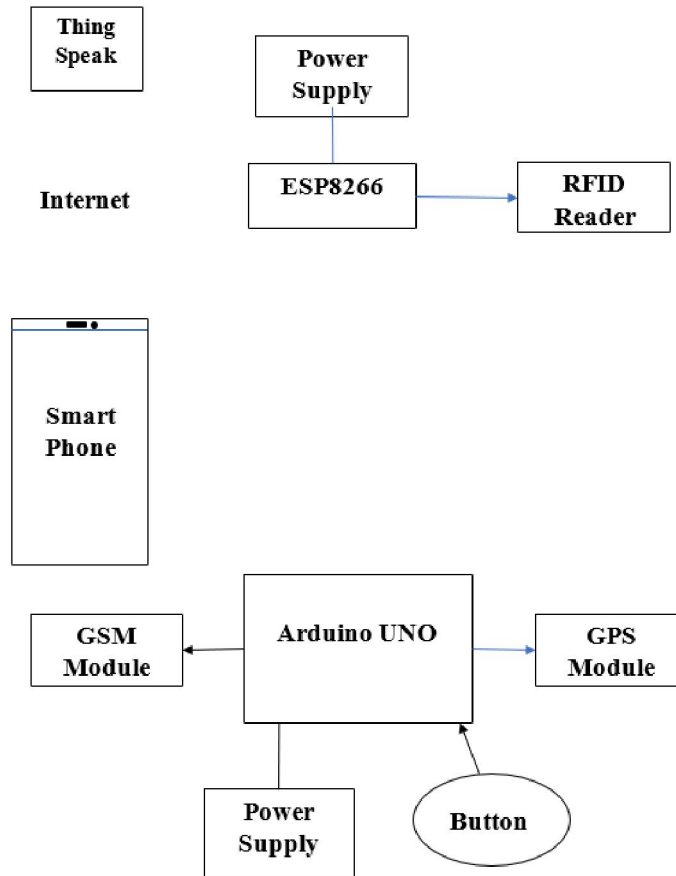 Thing
Speak
Power
Supply
Internet
ESP8266
RFID
Reader
Smart
Phone
GSM
Module
Arduino UNO
GPS
Module
Power
Supply
Button